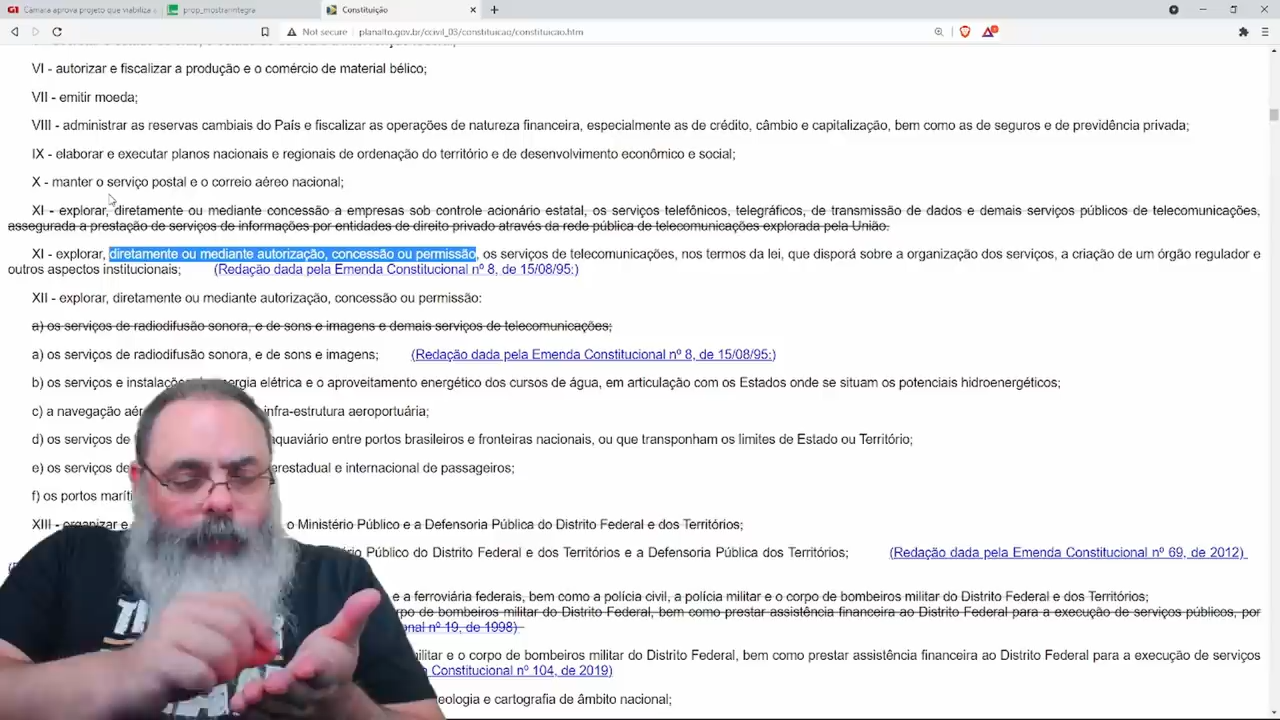 Câmara aprova projeto que viabiliza
prop_mostrarintegra
Constituição
Not secure
planalto.gov.br/ccivil_03/constituicao/constituicao.htm
VI - autorizar e fiscalizar a produção e o comércio de material bélico;
VII - emitir moeda;
VIII - administrar as reservas cambiais do País e fiscalizar as operações de natureza financeira, especialmente as de crédito, câmbio e capitalização, bem como as de seguros e de previdência privada;
IX - elaborar e executar planos nacionais e regionais de ordenação do território e de desenvolvimento econômico e social;
X - manter o serviço postal e o correio aéreo nacional;
XI - explorar, diretamente ou mediante concessão a empresas sob controle acionário estatal, os serviços telefônicos, telegráficos, de transmissão de dados e demais serviços públicos de telecomunicações,
assegurada a prestação de serviços de informações por entidades de direito privado através da rede pública de telecomunicações explorada pela União.
XI - explorar, diretamente ou mediante autorização, concessão ou permissão, os serviços de telecomunicações, nos termos da lei, que disporá sobre a organização dos serviços, a criação de um órgão regulador e
outros aspectos institucionais; (Redação dada pela Emenda Constitucional nº 8, de 15/08/95:)
XII - explorar, diretamente ou mediante autorização, concessão ou permissão:
a) os serviços de radiodifusão sonora, e de sons e imagens e demais serviços de telecomunicações;
a) os serviços de radiodifusão sonora, e de sons e imagens; (Redação dada pela Emenda Constitucional nº 8, de 15/08/95:)
b) os serviços e instalações energia elétrica e o aproveitamento energético dos cursos de água, em articulação com os Estados onde se situam os potenciais hidroenergéticos;
c) a navegação infra-estrutura aeroportuária;
d) os serviços de entre portos brasileiros e fronteiras nacionais, ou que transponham os limites de Estado ou Território;
e) os serviços de e internacional de passageiros;
f) os portos
XIII - organizar e o Ministério Público e a Defensoria Pública do Distrito Federal e dos Territórios;
Público do Distrito Federal e dos Territórios e a Defensoria Pública dos Territórios; (Redação dada pela Emenda Constitucional nº 69, de 2012)
e a ferroviária federais, bem como a polícia civil, a polícia militar e o corpo de bombeiros militar do Distrito Federal e dos Territórios;
de bombeiros militar do Distrito Federal, bem como prestar assistência financeira ao Distrito Federal para a execução de serviços públicos, por
nº 19, de 1998)
e o corpo de bombeiros militar do Distrito Federal, bem como prestar assistência financeira ao Distrito Federal para a execução de serviços
Constitucional nº 104, de 2019)
e cartografia de âmbito nacional;